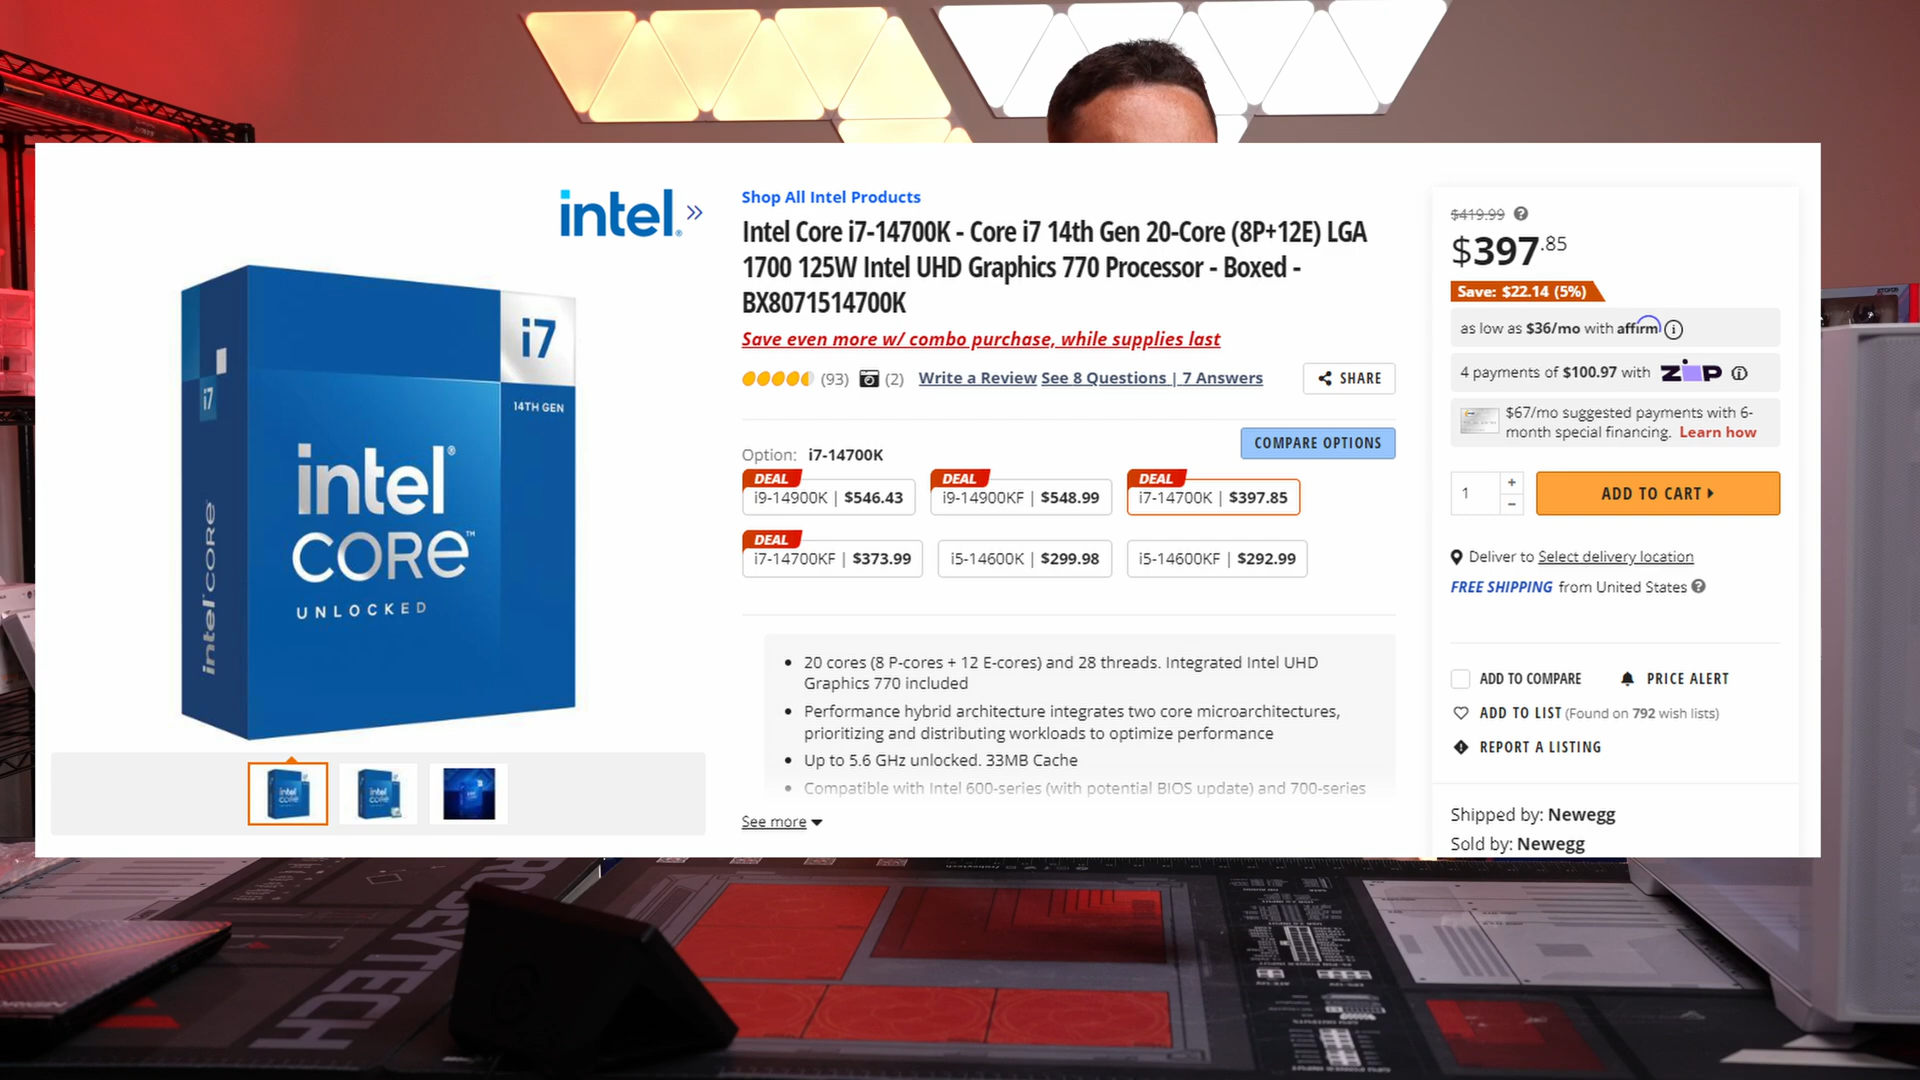 intel
Shop All Intel Products
Intel Core i7-14700K - Core i7 14th Gen 20-Core (8P+12E) LGA
1700 125W Intel UHD Graphics 770 Processor - Boxed -
BX8071514700K
Save even more w/ combo purchase, while supplies last
(93) (2) Write a Review See 8 Questions | 7 Answers
SHARE
Option: i7-14700K
COMPARE OPTIONS
DEAL
i9-14900K | $546.43
DEAL
i9-14900KF | $548.99
DEAL
i7-14700K | $397.85
DEAL
i7-14700KF | $373.99
i5-14600K | $299.98
i5-14600KF | $292.99
• 20 cores (8 P-cores + 12 E-cores) and 28 threads. Integrated Intel UHD
Graphics 770 included
• Performance hybrid architecture integrates two core microarchitectures,
prioritizing and distributing workloads to optimize performance
• Up to 5.6 GHz unlocked. 33MB Cache
• Compatible with Intel 600-series (with potential BIOS update) and 700-series
See more
$419.99
$397.85
Save: $22.14 (5%)
as low as $36/mo with affirm
4 payments of $100.97 with ZIP
$67/mo suggested payments with 6-
month special financing. Learn how
1
+
-
ADD TO CART
Deliver to Select delivery location
FREE SHIPPING from United States
ADD TO COMPARE
PRICE ALERT
ADD TO LIST (Found on 792 wish lists)
REPORT A LISTING
Shipped by: Newegg
Sold by: Newegg
i7
14TH GEN
i7
intel
CORE™
UNLOCKED
intel CORE